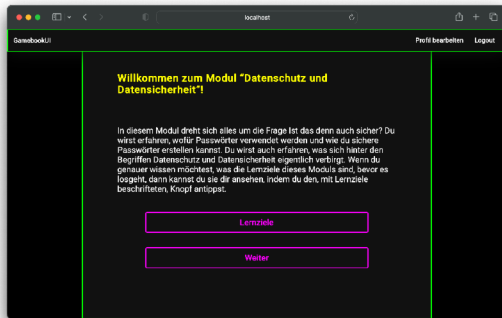 localhost
GamebookUI
Profil bearbeiten Logout
Willkommen zum Modul “Datenschutz und
Datensicherheit”!
In diesem Modul dreht sich alles um die Frage Ist das denn auch sicher? Du
wirst erfahren, wofür Passwörter verwendet werden und wie du sichere
Passwörter erstellen kannst. Du wirst auch erfahren, was sich hinter den
Begriffen Datenschutz und Datensicherheit eigentlich verbirgt. Wenn du
genauer wissen möchtest, was die Lernziele dieses Moduls sind, bevor es
losgeht, dann kannst du sie dir ansehen, indem du den, mit Lernziele
beschrifteten, Knopf antippst.
Lernziele
Weiter